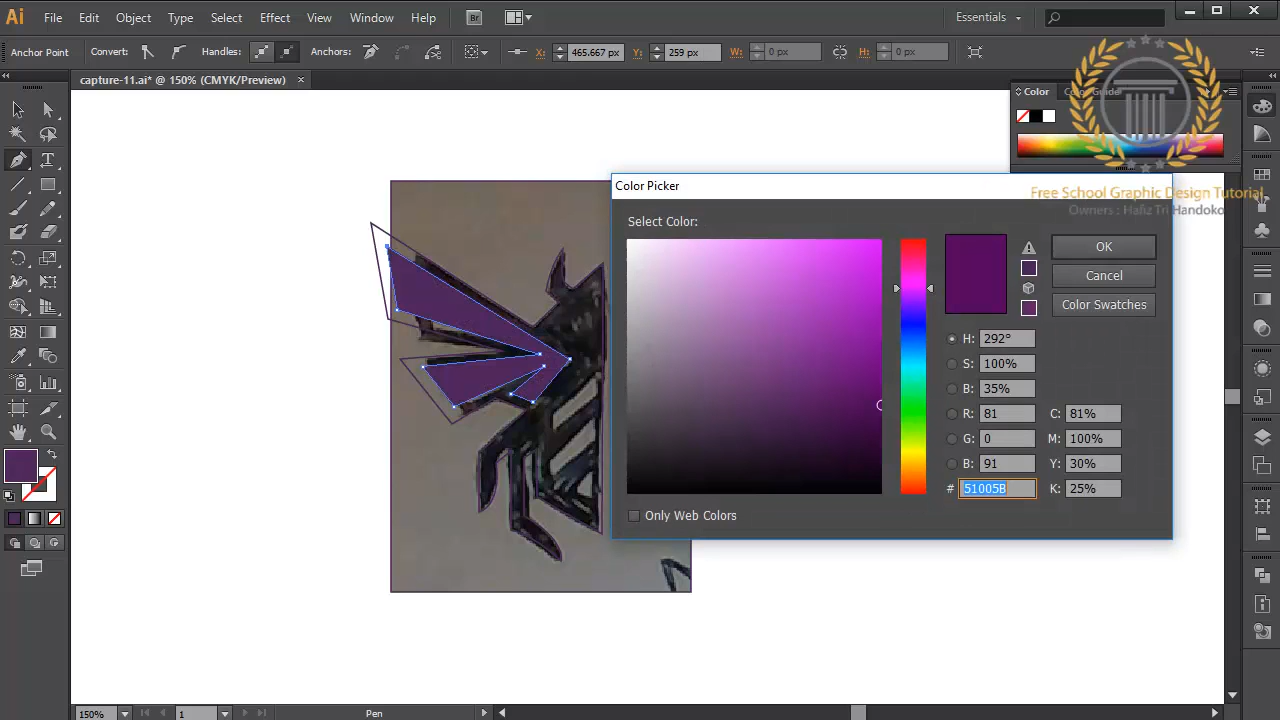 Ai File Edit Object Type Select Effect View Window Help Br Essentials
Anchor Point Convert: Handles: Anchors: X: 465.667 px Y: 259 px W: 0 px H: 0 px
capture-11.ai* @ 150% (CMYK/Preview) ×
Color Color Guide
Color Picker
Free School Graphic Design Tutorial
Owners : Hafiz Tri Handoko
Select Color:
OK
Cancel
Color Swatches
H: 292°
S: 100%
B: 35%
R: 81 C: 81%
G: 0 M: 100%
B: 91 Y: 30%
# 51005B K: 25%
Only Web Colors
150% 1 Pen